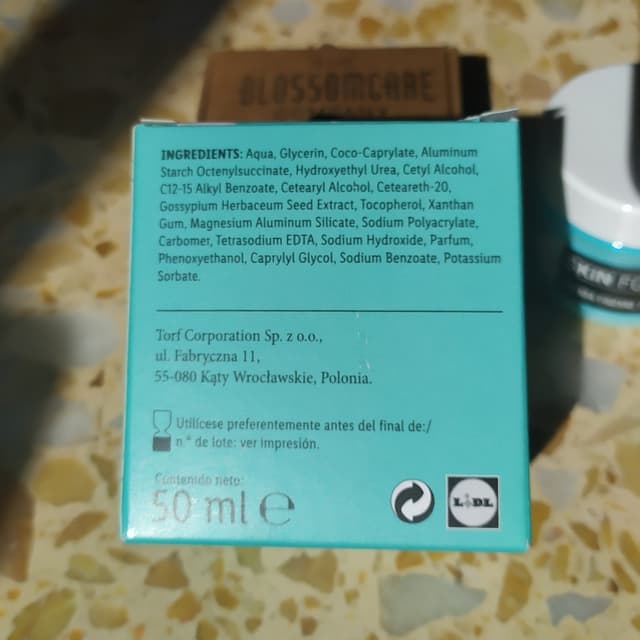 BLOSSOMCARE
INGREDIENTS: Aqua, Glycerin, Coco-Caprylate, Aluminum
Starch Octenylsuccinate, Hydroxyethyl Urea, Cetyl Alcohol,
C12-15 Alkyl Benzoate, Cetearyl Alcohol, Ceteareth-20,
Gossypium Herbaceum Seed Extract, Tocopherol, Xanthan
Gum, Magnesium Aluminum Silicate, Sodium Polyacrylate,
Carbomer, Tetrasodium EDTA, Sodium Hydroxide, Parfum,
Phenoxyethanol, Caprylyl Glycol, Sodium Benzoate, Potassium
Sorbate.
Torf Corporation Sp. z o.o.,
ul. Fabryczna 11,
55-080 Kąty Wrocławskie, Polonia.
Utilícese preferentemente antes del final de:/
n.º de lote: ver impresión.
Contenido neto:
50 ml e
LIDL